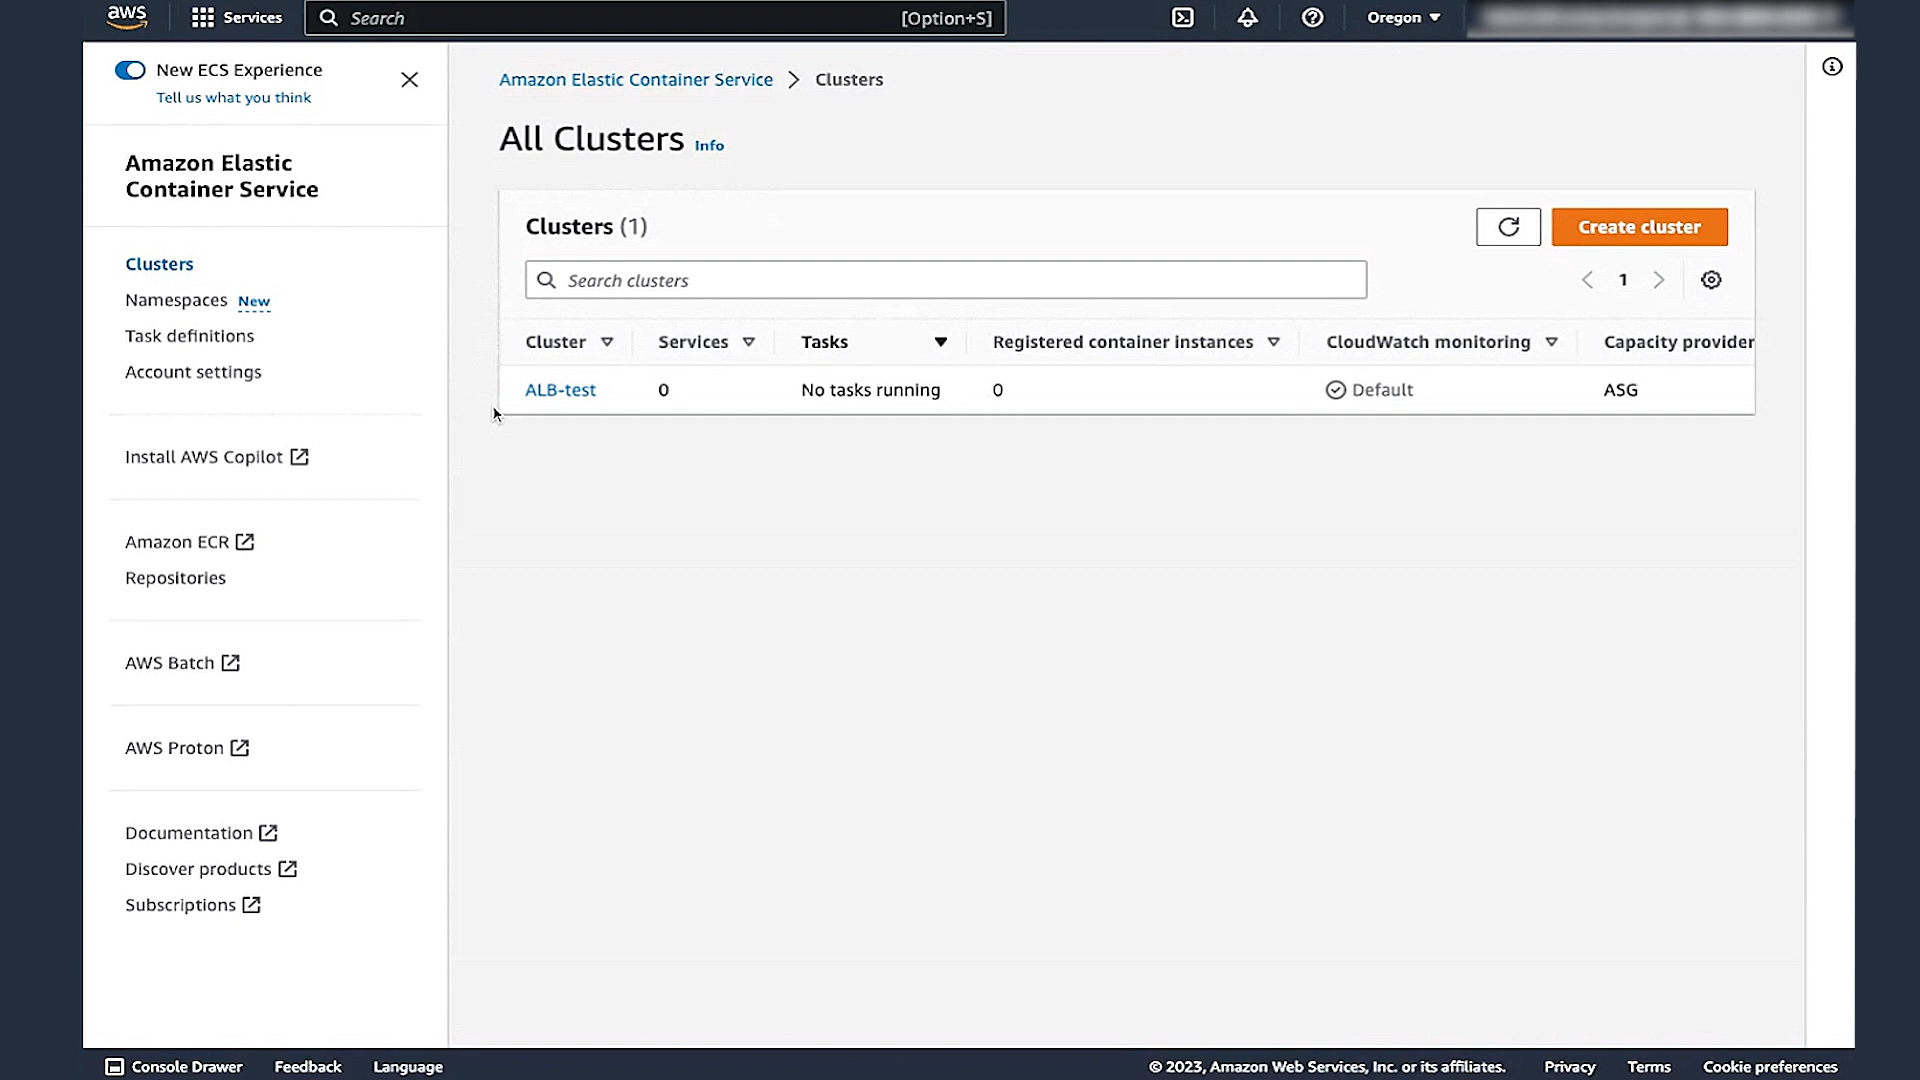 aws Services Search [Option+S] Oregon
New ECS Experience
Tell us what you think
Amazon Elastic
Container Service
Clusters
Namespaces New
Task definitions
Account settings
Install AWS Copilot
Amazon ECR
Repositories
AWS Batch
AWS Proton
Documentation
Discover products
Subscriptions
Amazon Elastic Container Service > Clusters
All Clusters Info
Clusters (1)
Create cluster
Search clusters
1
Cluster Services Tasks Registered container instances CloudWatch monitoring Capacity provider
ALB-test 0 No tasks running 0 Default ASG
Console Drawer Feedback Language © 2023, Amazon Web Services, Inc. or its affiliates. Privacy Terms Cookie preferences